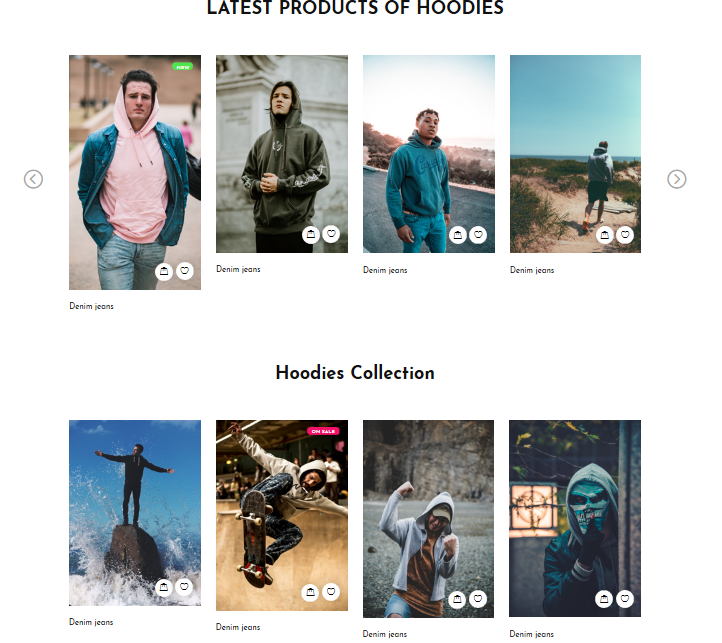 LATEST PRODUCTS OF HOODIES
NEW
Denim jeans
Denim jeans
Denim jeans
Denim jeans
Hoodies Collection
ON SALE
Denim jeans
Denim jeans
Denim jeans
Denim jeans